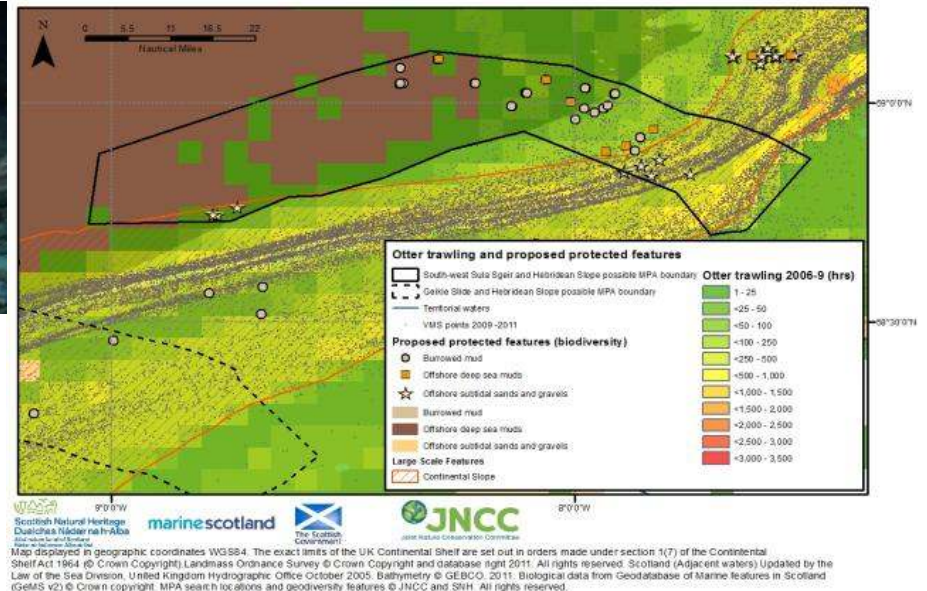 N
0 5.5 11 16.5 22
Nautical Miles
59°0'0"N
58°30'0"N
Otter trawling and proposed protected features
South-west Sula Sgeir and Hebridean Slope possible MPA boundary
Geikie Slide and Hebridean Slope possible MPA boundary
Territorial waters
VMS points 2009 -2011
Proposed protected features (biodiversity)
Burrowed mud
Offshore deep sea muds
Offshore subtidal sands and gravels
Burrowed mud
Offshore deep sea muds
Offshore subtidal sands and gravels
Large Scale Features
Continental Slope
Otter trawling 2006-9 (hrs)
1 - 25
<25 - 50
<50 - 100
<100 - 250
<250 - 500
<500 - 1,000
<1,000 - 1,500
<1,500 - 2,000
<2,000 - 2,500
<2,500 - 3,000
<3,000 - 3,500
9°0'0"W
8°0'0"W
Scottish Natural Heritage
Dualchas Nàdair na h-Alba
marinescotland
The Scottish
Government
JNCC
Joint Nature Conservation Committee
Map displayed in geographic coordinates WGS84. The exact limits of the UK Continental Shelf are set out in orders made under section 1(7) of the Contintental
Shelf Act 1964 (© Crown Copyright).Landmass Ordnance Survey © Crown Copyright and database right 2011. All rights reserved. Scotland (Adjacent waters) Updated by the
Law of the Sea Division, United Kingdom Hydrographic Office October 2005. Bathymetry © GEBCO, 2011. Biological data from Geodatabase of Marine features in Scotland
(GeMS v2) © Crown copyright. MPA search locations and geodiversity features © JNCC and SNH. All rights reserved.